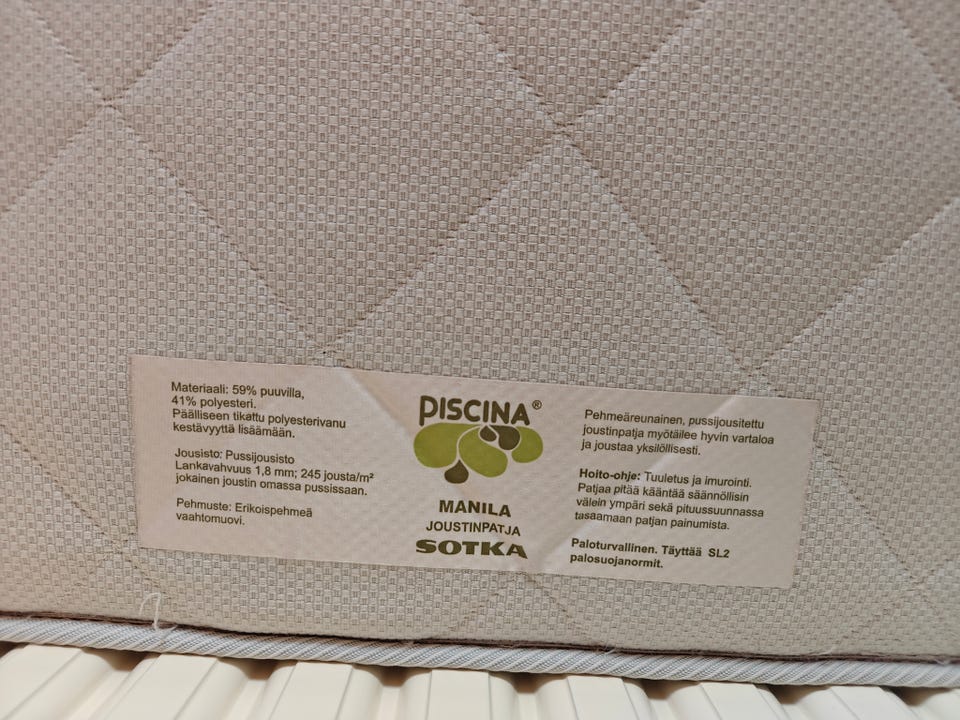 Materiaali: 59% puuvilla,
41% polyesteri.
Päälliseen tikattu polyesterivanu
kestävyyttä lisäämään.
Jousisto: Pussijousisto
Lankavahvuus 1,8 mm; 245 jousta/m²
jokainen joustin omassa pussissaan.
Pehmuste: Erikoispehmeä
vaahtomuovi.
PISCINA®
MANILA
JOUSTINPATJA
SOTKA
Pehmeäreunainen, pussijousitettu
joustinpatja myötäilee hyvin vartaloa
ja joustaa yksilöllisesti.
Hoito-ohje: Tuuletus ja imurointi.
Patjaa pitää kääntää säännöllisin
välein ympäri sekä pituussuunnassa
tasaamaan patjan painumista.
Paloturvallinen. Täyttää SL2
palosuojanormit.